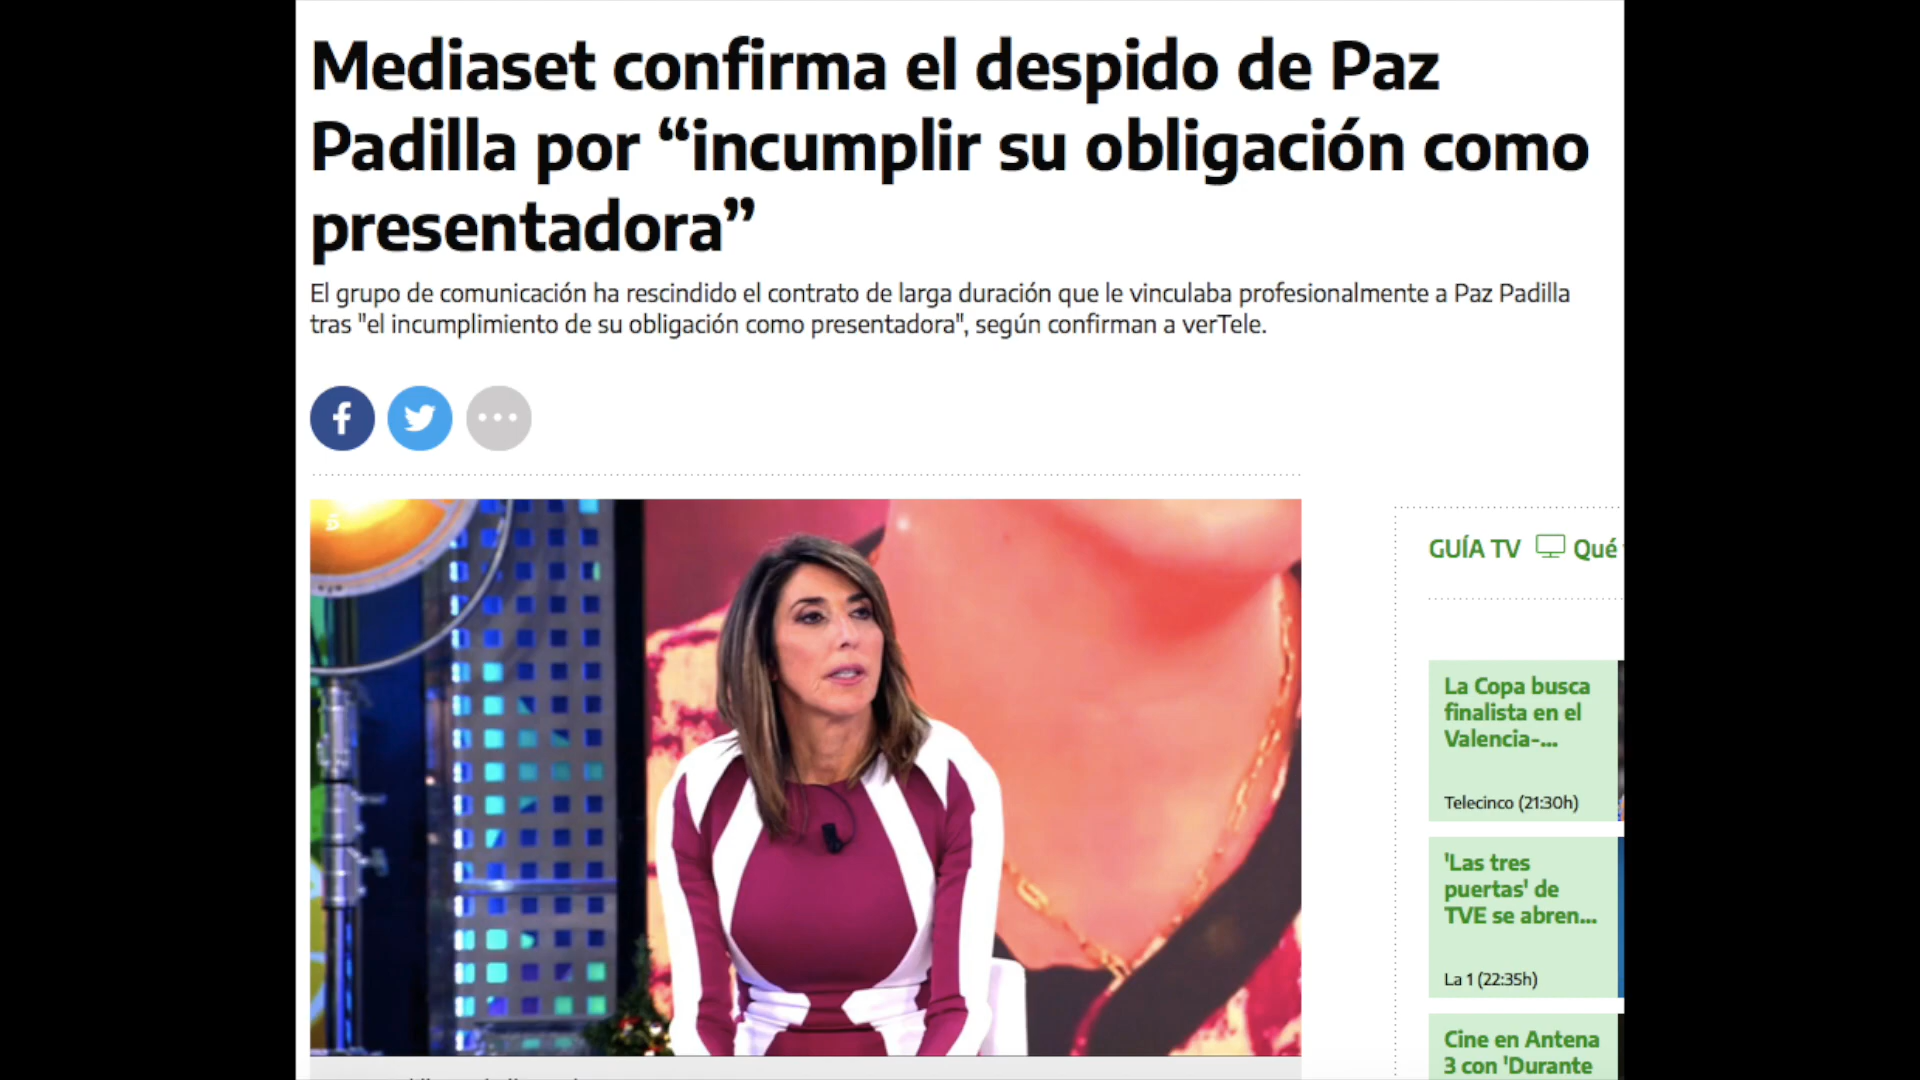 Mediaset confirma el despido de Paz
Padilla por “incumplir su obligación como
presentadora”
El grupo de comunicación ha rescindido el contrato de larga duración que le vinculaba profesionalmente a Paz Padilla
tras "el incumplimiento de su obligación como presentadora", según confirman a verTele.
GUÍA TV Qué
La Copa busca
finalista en el
Valencia-...
Telecinco (21:30h)
'Las tres
puertas' de
TVE se abren...
La 1 (22:35h)
Cine en Antena
3 con 'Durante